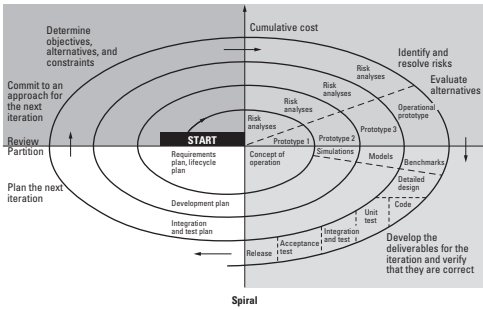 Determine
objectives,
alternatives, and
constraints
Cumulative cost
Identify and
resolve risks
Evaluate
alternatives
Commit to an
approach for
the next
iteration
Risk
analyses
Risk
analyses
Risk
analyses
Risk
analyses
Operational
prototype
Prototype 3
Prototype 2
Prototype 1
START
Review
Partition
Requirements
plan, lifecycle
plan
Concept of
operation
Simulations
Models
Benchmarks
Plan the next
iteration
Development plan
Integration
and test plan
Detailed
design
Code
Unit
test
Integration
and test
Acceptance
test
Release
Develop the
deliverables for the
iteration and verify
that they are correct
Spiral